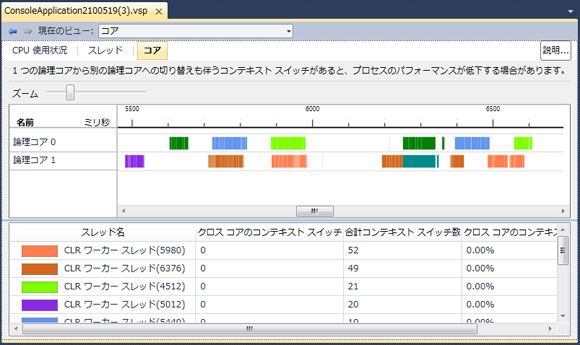 ConsoleApplication2100519(3).vsp
現在のビュー: コア
CPU 使用状況 スレッド コア 説明...
1 つの論理コアから別の論理コアへの切り替えも伴うコンテキスト スイッチがあると、プロセスのパフォーマンスが低下する場合があります。
ズーム
名前 ミリ秒 5500 6000 6500
論理コア 0
論理コア 1
スレッド名 クロス コアのコンテキスト スイッチ 合計コンテキスト スイッチ数 クロス コアのコンテキス
CLR ワーカー スレッド(5980) 0 52 0.00%
CLR ワーカー スレッド(6376) 0 49 0.00%
CLR ワーカー スレッド(4512) 0 21 0.00%
CLR ワーカー スレッド(5012) 0 20 0.00%
CLR ワーカー スレッド(5440) 0 19 0.00%